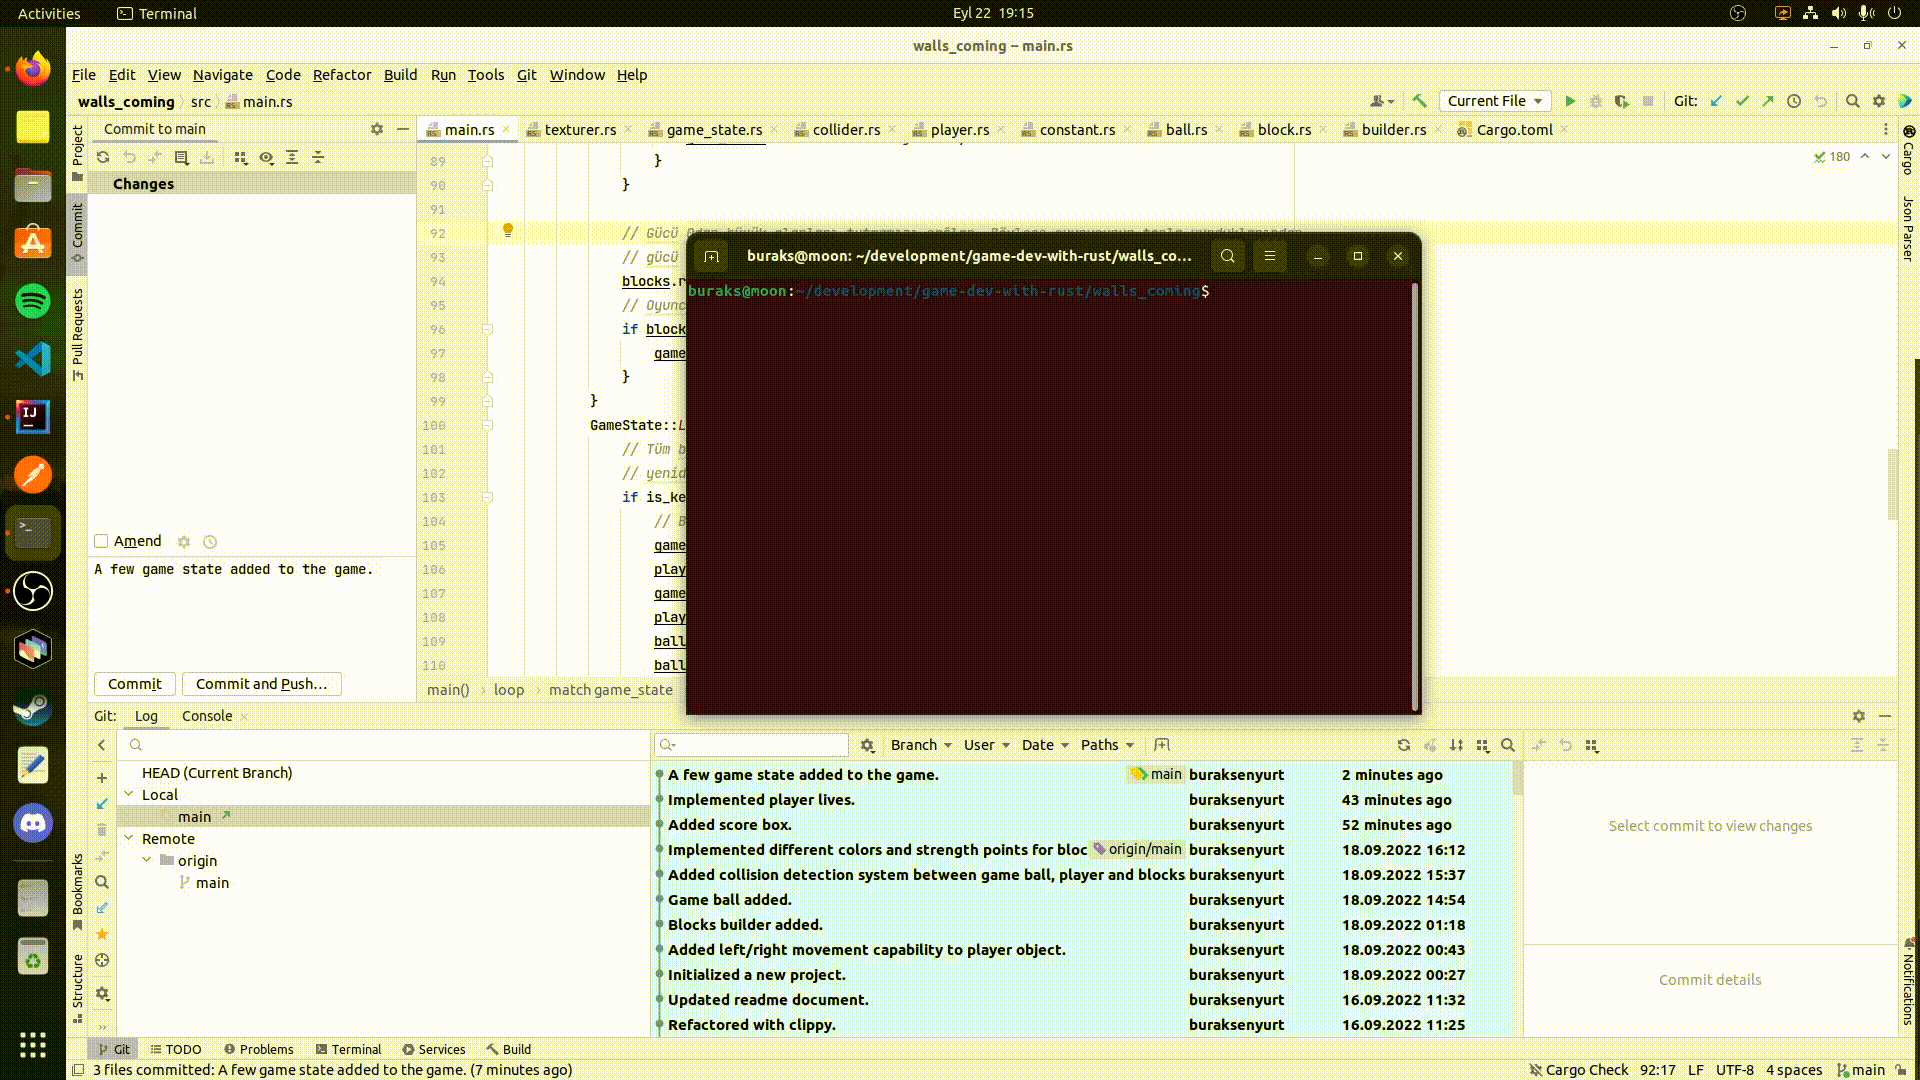 Activities
Terminal
Eyl 22 19:15
walls_coming – main.rs
File Edit View Navigate Code Refactor Build Run Tools Git Window Help
walls_coming src main.rs
Current File
Git:
Project
Commit
Pull Requests
Bookmarks
Structure
Commit to main
Changes
Amend
A few game state added to the game.
Commit
Commit and Push...
main.rs texturer.rs game_state.rs collider.rs player.rs constant.rs ball.rs block.rs builder.rs Cargo.toml
180
89 }
90 }
91
92 // Gücü
93 // gücü
94 blocks.r
95 // Oyunc
96 if block
97 game
98 }
99 }
100 GameState::L
101 // Tüm b
102 // yenid
103 if is_ke
104 // B
105 game
106 play
107 game
108 play
109 ball
110 ball
main() loop match game_state
buraks@moon: ~/development/game-dev-with-rust/walls_co...
buraks@moon:~/development/game-dev-with-rust/walls_coming$
Cargo
Json Parser
Notifications
Git: Log Console
HEAD (Current Branch)
Local
main
Remote
origin
main
Branch User Date Paths
A few game state added to the game. main buraksenyurt 2 minutes ago
Implemented player lives. buraksenyurt 43 minutes ago
Added score box. buraksenyurt 52 minutes ago
Implemented different colors and strength points for bloc origin/main buraksenyurt 18.09.2022 16:12
Added collision detection system between game ball, player and blocks buraksenyurt 18.09.2022 15:37
Game ball added. buraksenyurt 18.09.2022 14:54
Blocks builder added. buraksenyurt 18.09.2022 01:18
Added left/right movement capability to player object. buraksenyurt 18.09.2022 00:43
Initialized a new project. buraksenyurt 18.09.2022 00:27
Updated readme document. buraksenyurt 16.09.2022 11:32
Refactored with clippy. buraksenyurt 16.09.2022 11:25
Select commit to view changes
Commit details
Git TODO Problems Terminal Services Build
3 files committed: A few game state added to the game. (7 minutes ago)
Cargo Check 92:17 LF UTF-8 4 spaces main